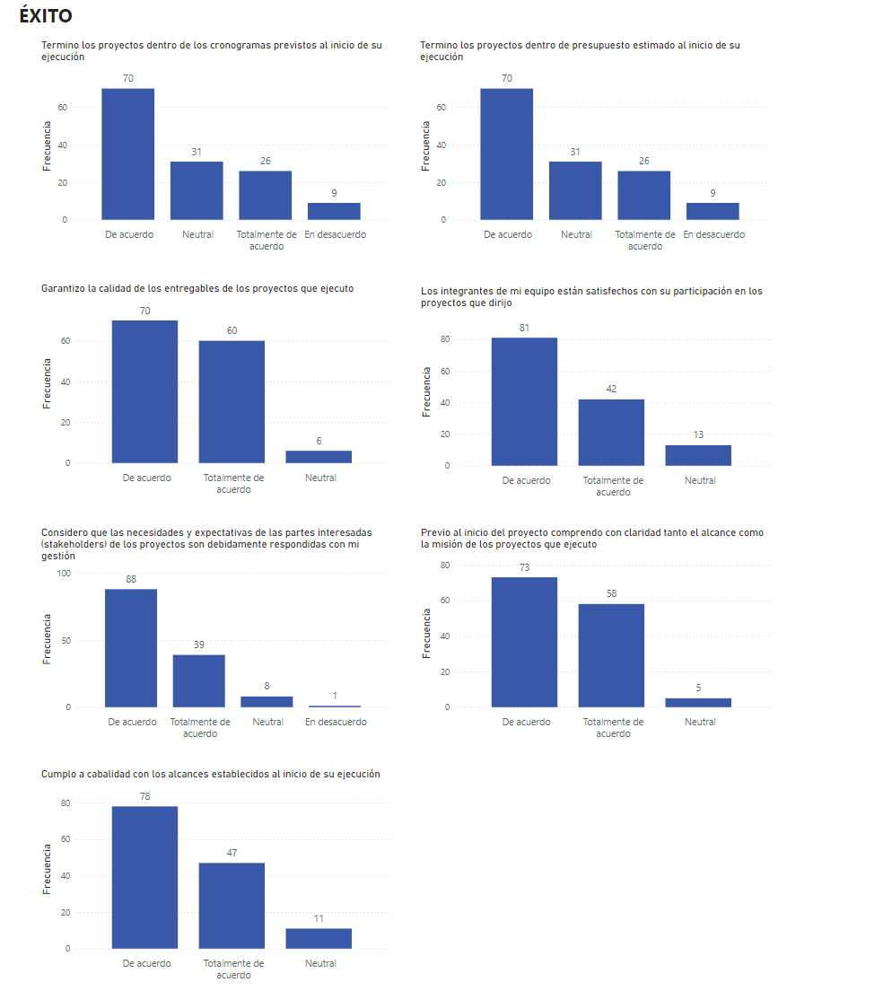 ÉXITO
Termino los proyectos dentro de los cronogramas previstos al inicio de su
ejecución
70
60
40
20
0
31
26
9
Frecuencia
De acuerdo
Neutral
Totalmente de
acuerdo
En desacuerdo
Termino los proyectos dentro de presupuesto estimado al inicio de su
ejecución
70
60
40
20
0
31
26
9
Frecuencia
De acuerdo
Neutral
Totalmente de
acuerdo
En desacuerdo
Garantizo la calidad de los entregables de los proyectos que ejecuto
70
60
40
20
0
60
6
Frecuencia
De acuerdo
Totalmente de
acuerdo
Neutral
Los integrantes de mi equipo están satisfechos con su participación en los
proyectos que dirijo
81
80
60
40
20
0
42
13
Frecuencia
De acuerdo
Totalmente de
acuerdo
Neutral
Considero que las necesidades y expectativas de las partes interesadas
(stakeholders) de los proyectos son debidamente respondidas con mi
gestión
100
50
0
88
39
8
1
Frecuencia
De acuerdo
Totalmente de
acuerdo
Neutral
En desacuerdo
Previo al inicio del proyecto comprendo con claridad tanto el alcance como
la misión de los proyectos que ejecuto
80
60
40
20
0
73
58
5
Frecuencia
De acuerdo
Totalmente de
acuerdo
Neutral
Cumplo a cabalidad con los alcances establecidos al inicio de su ejecución
78
80
60
40
20
0
47
11
Frecuencia
De acuerdo
Totalmente de
acuerdo
Neutral